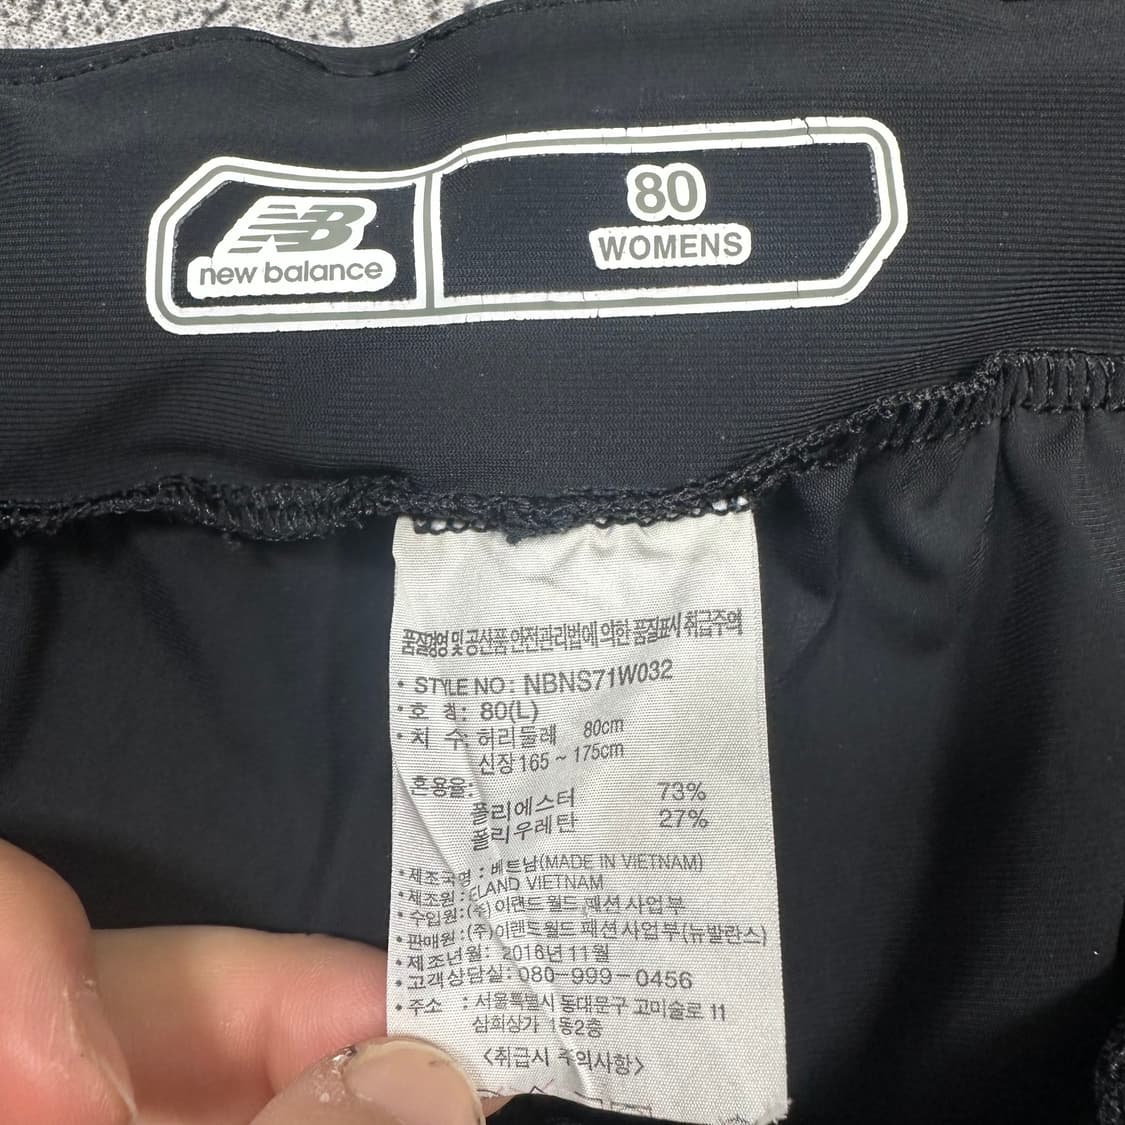 NB
new balance
80
WOMENS
품질경영 및 공산품 안전관리법에 의한 품질표시 취급주의
• STYLE NO : NBNS71W032
• 호 칭 : 80(L)
• 치 수 : 허리둘레 80cm
신장 165 ~ 175cm
혼용율:
폴리에스터 73%
폴리우레탄 27%
• 제조국명 : 베트남(MADE IN VIETNAM)
• 제조원 : ELAND VIETNAM
• 수입원 : (주)이랜드월드 패션사업부
• 판매원 : (주)이랜드월드 패션사업부(뉴발란스)
• 제조년월 : 2016년 11월
• 고객상담실 : 080-999-0456
• 주소 : 서울특별시 동대문구 고미술로 11
삼희상가 1동2층
<취급시 주의사항>